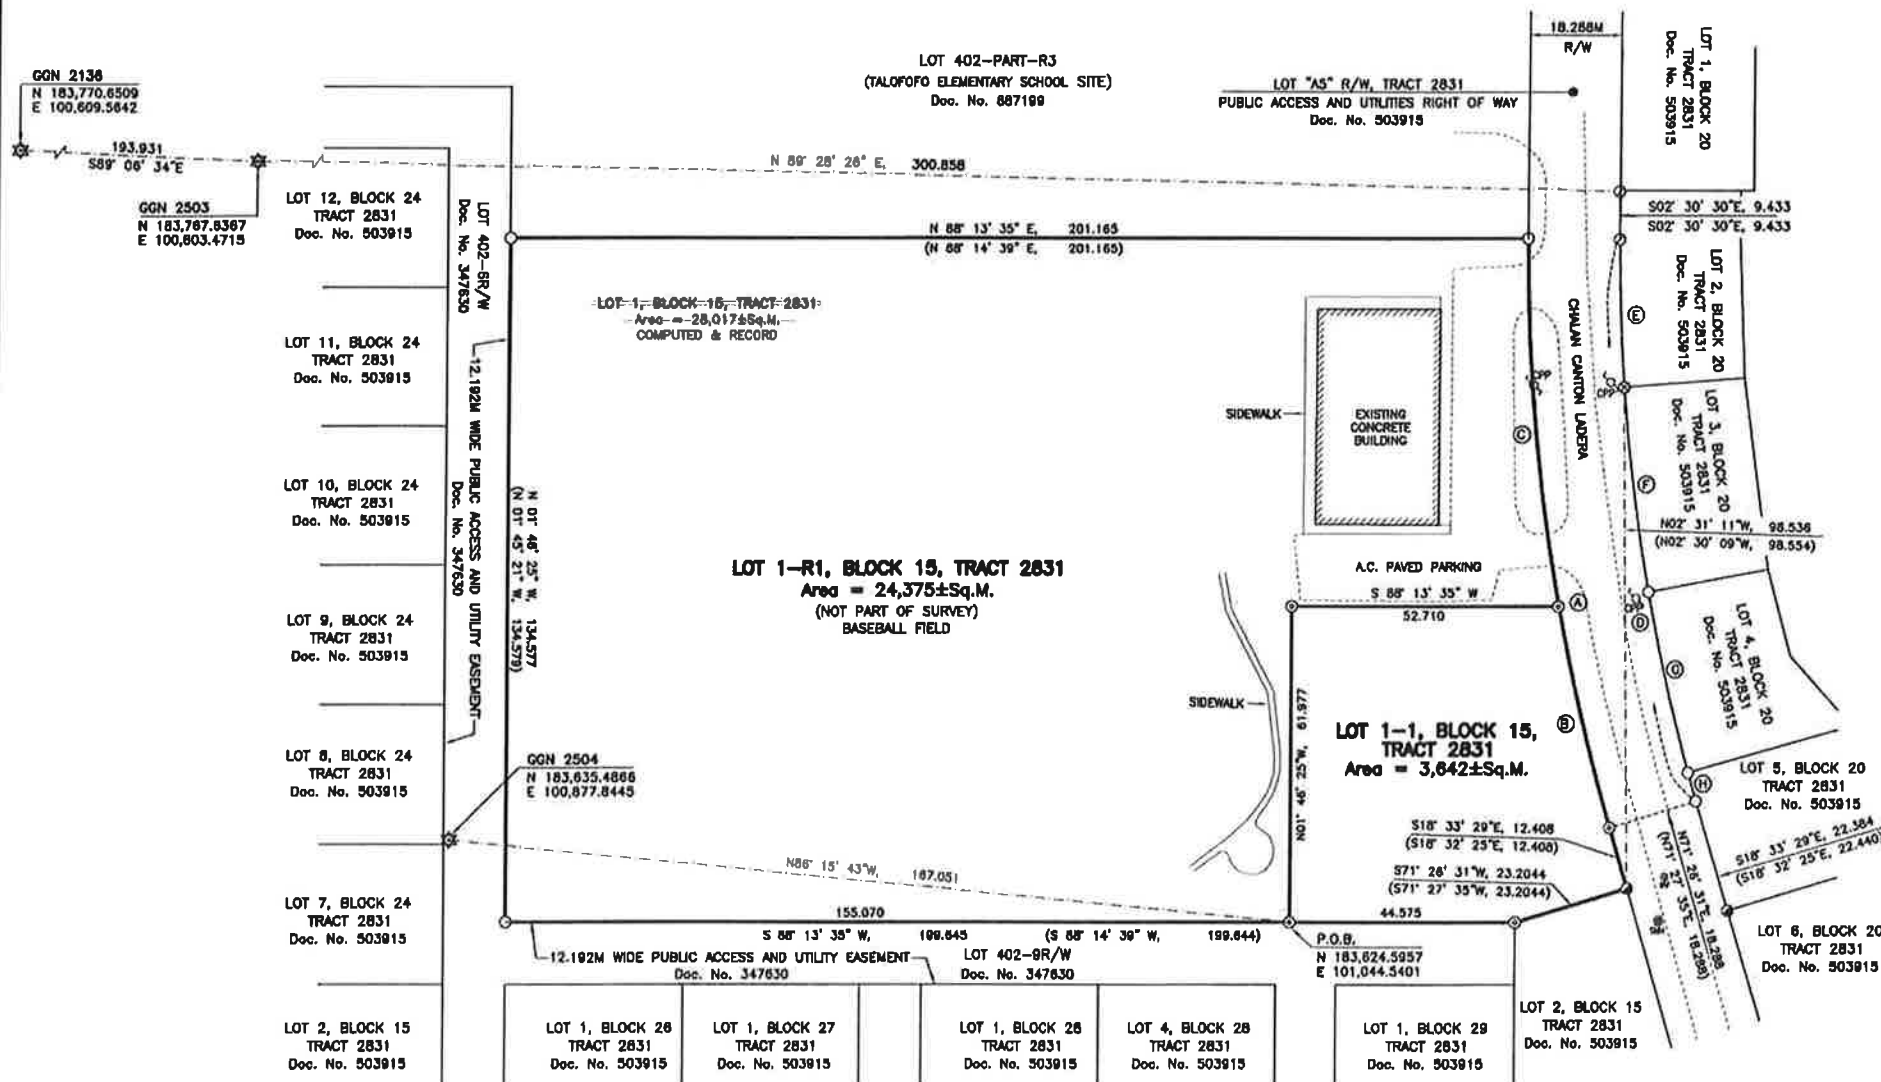 GGN 2138
N 183,770.6509
E 100,609.5642
193.931
S89° 06' 34"E
GGN 2503
N 183,767.6367
E 100,803.4715
LOT 402-PART-R3
(TALOFOFO ELEMENTARY SCHOOL SITE)
Doc. No. 887199
18.288M
R/W
LOT "A5" R/W, TRACT 2831
PUBLIC ACCESS AND UTILITIES RIGHT OF WAY
Doc. No. 503915
LOT 1, BLOCK 20
TRACT 2831
Doc. No. 503915
N 89° 28' 26" E, 300.858
S02° 30' 30"E, 9.433
S02° 30' 30"E, 9.433
N 88° 13' 35" E, 201.165
(N 88° 14' 39" E, 201.165)
LOT 12, BLOCK 24
TRACT 2831
Doc. No. 503915
LOT 402-6R/W
Doc. No. 347630
LOT 1, BLOCK 15, TRACT 2831
Area = 28,017±Sq.M.
COMPUTED & RECORD
LOT 2, BLOCK 20
TRACT 2831
Doc. No. 503915
CHALAN CANTON LADERA
E
LOT 11, BLOCK 24
TRACT 2831
Doc. No. 503915
12.192M WIDE PUBLIC ACCESS AND UTILITY EASEMENT
Doc. No. 347630
CPP
CPP
SIDEWALK
EXISTING
CONCRETE
BUILDING
C
LOT 3, BLOCK 20
TRACT 2831
Doc. No. 503915
F
LOT 10, BLOCK 24
TRACT 2831
Doc. No. 503915
N 01° 46' 25" W, 134.577
(N 01° 45' 21" W, 134.579)
N02° 31' 11"W, 98.536
(N02° 30' 09"W, 98.554)
LOT 1-R1, BLOCK 15, TRACT 2831
Area = 24,375±Sq.M.
(NOT PART OF SURVEY)
BASEBALL FIELD
A.C. PAVED PARKING
S 88° 13' 35" W
52.710
A
CPP
D
LOT 9, BLOCK 24
TRACT 2831
Doc. No. 503915
LOT 4, BLOCK 20
TRACT 2831
Doc. No. 503915
G
SIDEWALK
N01° 46' 25"W, 61.977
B
LOT 1-1, BLOCK 15,
TRACT 2831
Area = 3,642±Sq.M.
LOT 8, BLOCK 24
TRACT 2831
Doc. No. 503915
GGN 2504
N 183,635.4866
E 100,877.8445
H
LOT 5, BLOCK 20
TRACT 2831
Doc. No. 503915
S18° 33' 29"E, 12.408
(S18° 32' 25"E, 12.408)
S71° 26' 31"W, 23.2044
(S71° 27' 35"W, 23.2044)
N71° 26' 31"E, 18.288
(N71° 27' 35"E, 18.288)
S18° 33' 29"E, 22.384
(S18° 32' 25"E, 22.440)
N86° 15' 43"W, 167.051
LOT 7, BLOCK 24
TRACT 2831
Doc. No. 503915
155.070
44.575
S 88° 13' 35" W, 199.645 (S 88° 14' 39" W, 199.644)
P.O.B.
N 183,624.5957
E 101,044.5401
12.192M WIDE PUBLIC ACCESS AND UTILITY EASEMENT
Doc. No. 347630
LOT 402-9R/W
Doc. No. 347630
LOT 6, BLOCK 20
TRACT 2831
Doc. No. 503915
LOT 2, BLOCK 15
TRACT 2831
Doc. No. 503915
LOT 1, BLOCK 26
TRACT 2831
Doc. No. 503915
LOT 1, BLOCK 27
TRACT 2831
Doc. No. 503915
LOT 1, BLOCK 28
TRACT 2831
Doc. No. 503915
LOT 4, BLOCK 28
TRACT 2831
Doc. No. 503915
LOT 1, BLOCK 29
TRACT 2831
Doc. No. 503915
LOT 2, BLOCK 15
TRACT 2831
Doc. No. 503915